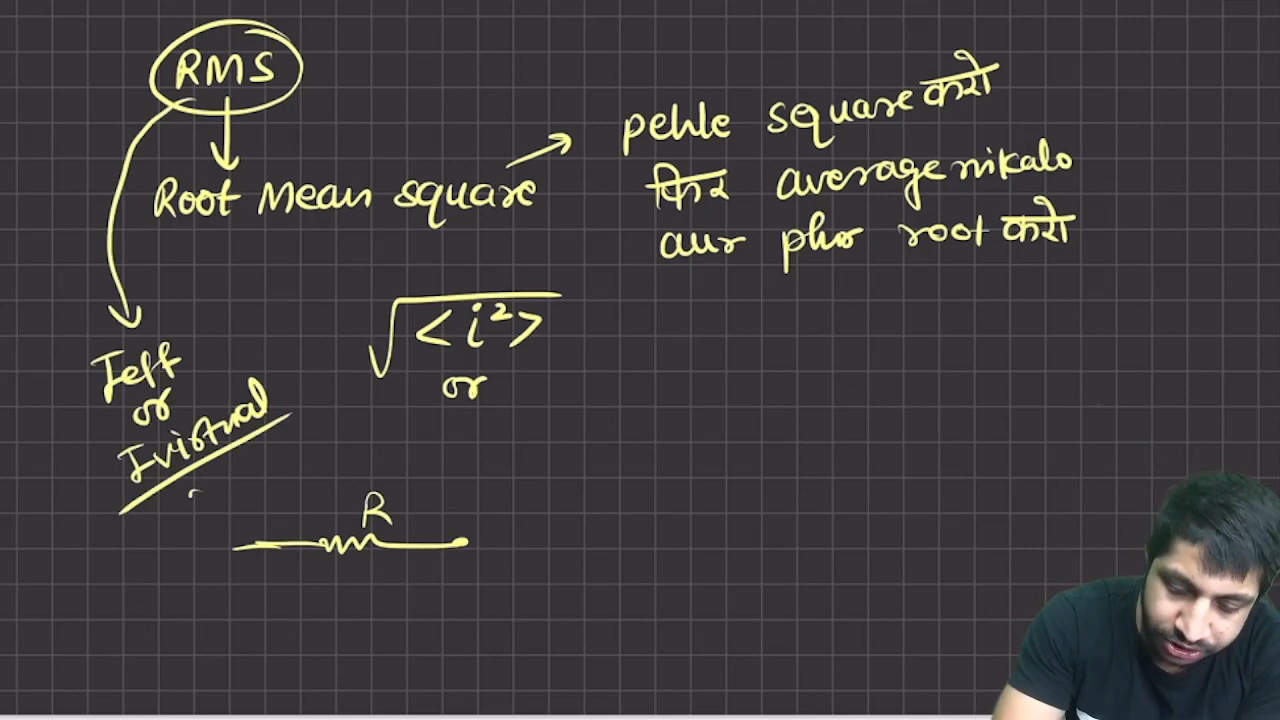 RMS
Root Mean square
pehle square करो
फिर average nikalo
aur phir root करो
√<i²>
or
Ieff
or
Ivirtual
R